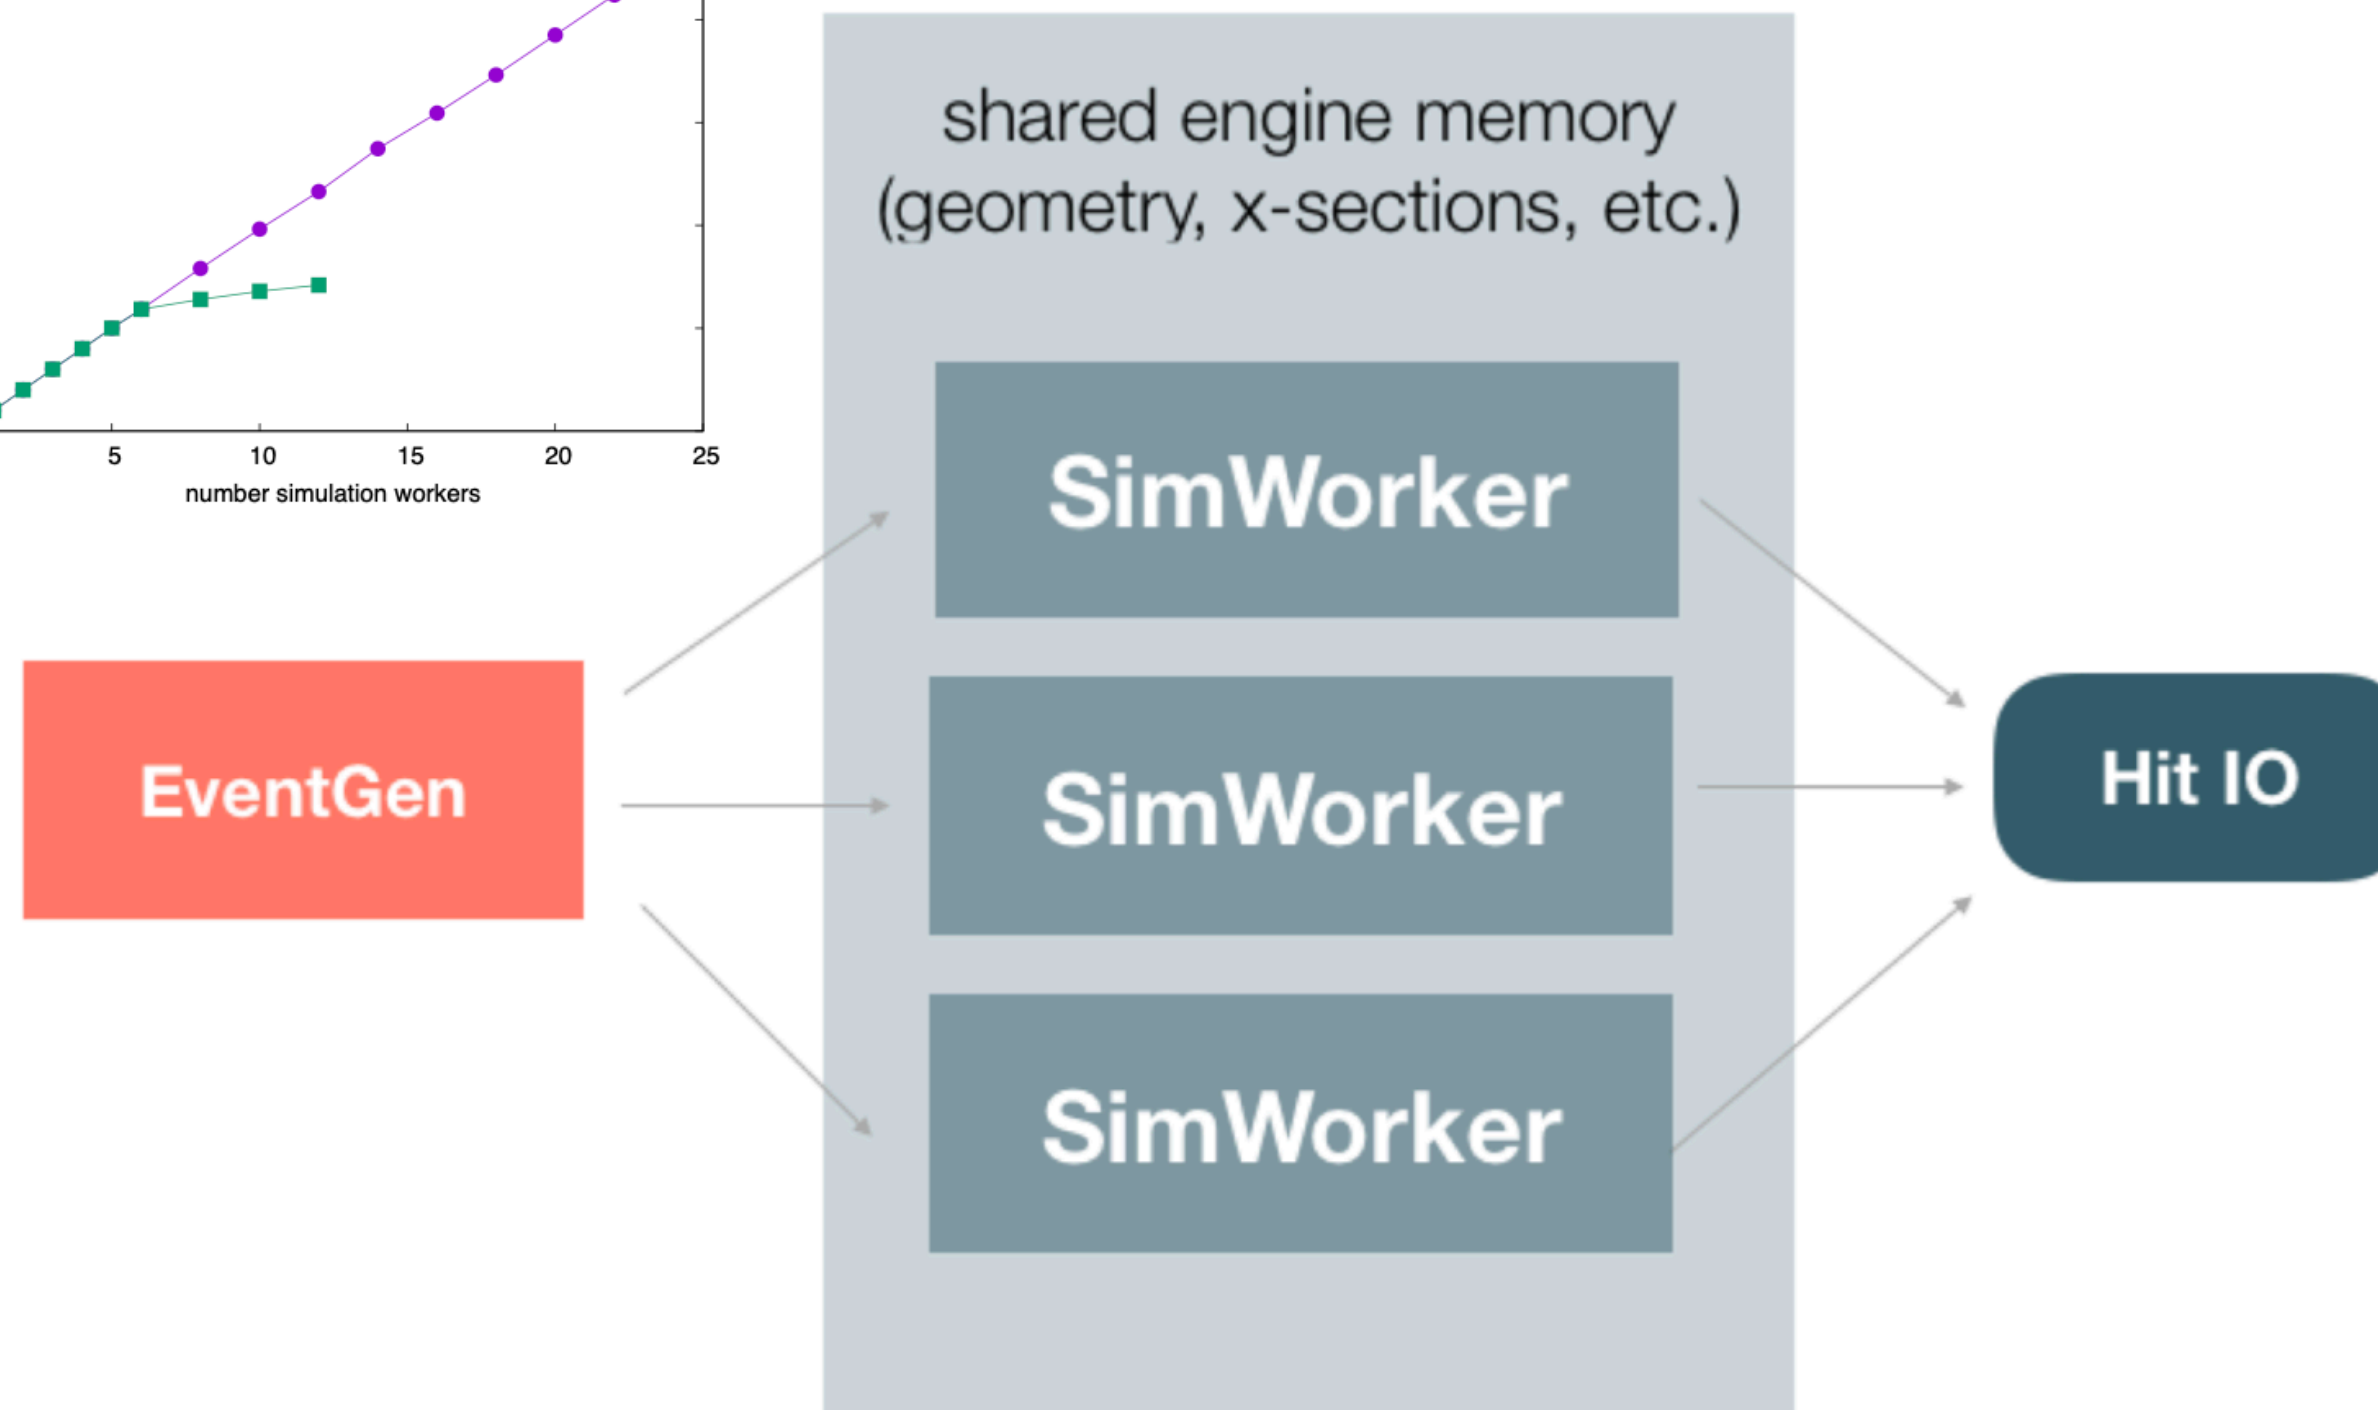 5 10 15 20 25
number simulation workers
shared engine memory
(geometry, x-sections, etc.)
SimWorker
EventGen
SimWorker
Hit IO
SimWorker